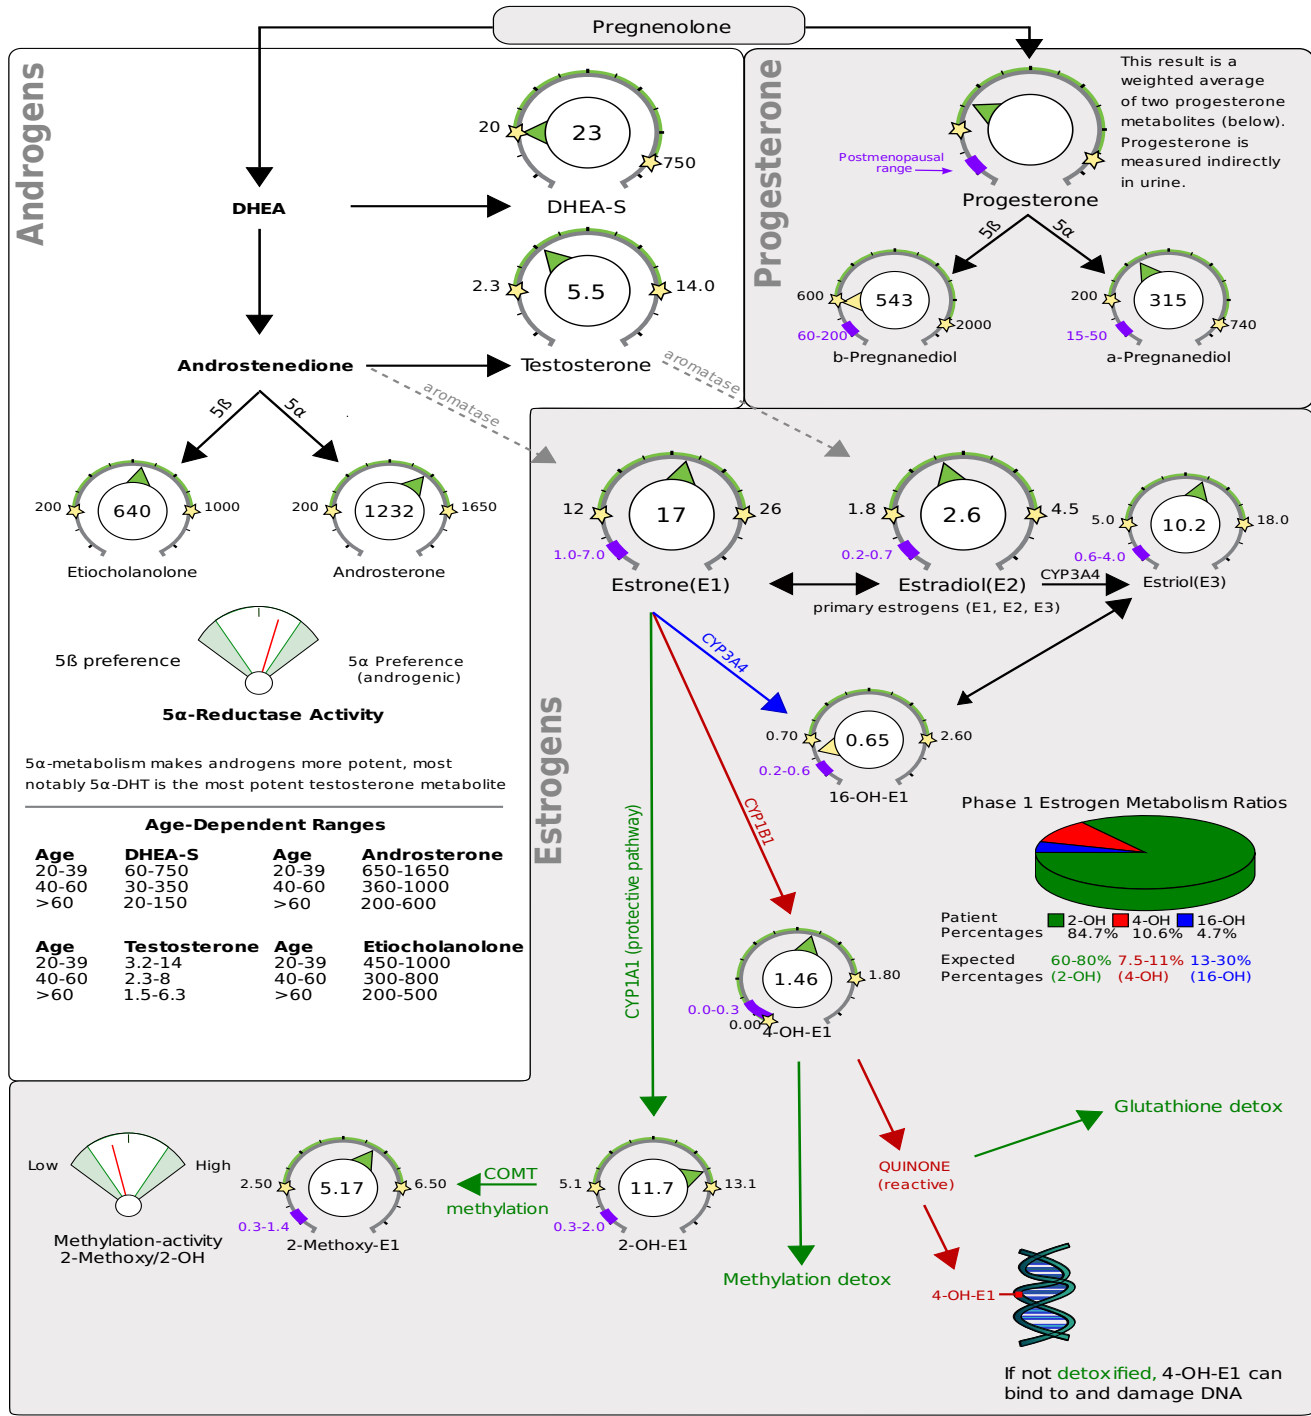 Pregnenolone
Androgens
20
23
750
DHEA-S
DHEA
2.3
5.5
14.0
Testosterone
Androstenedione
aromatase
aromatase
5ß
5α
200
640
1000
Etiocholanolone
200
1232
1650
Androsterone
5ß preference
5α Preference
(androgenic)
5α-Reductase Activity
5α-metabolism makes androgens more potent, most
notably 5α-DHT is the most potent testosterone metabolite
Age-Dependent Ranges
Age DHEA-S Age Androsterone
20-39 60-750 20-39 650-1650
40-60 30-350 40-60 360-1000
>60 20-150 >60 200-600
Age Testosterone Age Etiocholanolone
20-39 3.2-14 20-39 450-1000
40-60 2.3-8 40-60 300-800
>60 1.5-6.3 >60 200-500
Progesterone
This result is a
weighted average
of two progesterone
metabolites (below).
Progesterone is
measured indirectly
in urine.
Postmenopausal
range
Progesterone
5ß
5α
600
543
2000
60-200
b-Pregnanediol
200
315
740
15-50
a-Pregnanediol
Estrogens
12
17
26
1.0-7.0
Estrone(E1)
1.8
2.6
4.5
0.2-0.7
Estradiol(E2)
CYP3A4
5.0
10.2
18.0
0.6-4.0
Estriol(E3)
primary estrogens (E1, E2, E3)
CYP3A4
0.70
0.65
2.60
0.2-0.6
16-OH-E1
CYP1B1
CYP1A1 (protective pathway)
Phase 1 Estrogen Metabolism Ratios
Patient
Percentages
2-OH 4-OH 16-OH
84.7% 10.6% 4.7%
Expected
Percentages
60-80% 7.5-11% 13-30%
(2-OH) (4-OH) (16-OH)
1.46
1.80
0.0-0.3
0.00
4-OH-E1
Low
High
Methylation-activity
2-Methoxy/2-OH
2.50
5.17
6.50
0.3-1.4
2-Methoxy-E1
COMT
methylation
5.1
11.7
13.1
0.3-2.0
2-OH-E1
Methylation detox
QUINONE
(reactive)
Glutathione detox
4-OH-E1
If not detoxified, 4-OH-E1 can
bind to and damage DNA